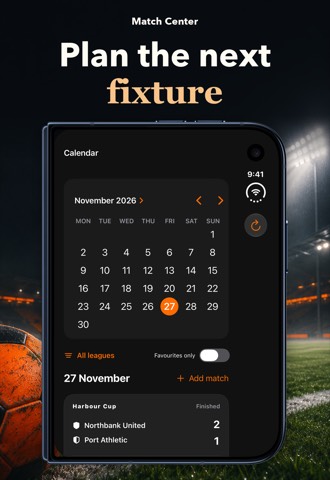 Match Center
Plan the next
fixture
Calendar
9:41
November 2026 >
< >
MON TUE WED THU FRI SAT SUN
1
2 3 4 5 6 7 8
9 10 11 12 13 14 15
16 17 18 19 20 21 22
23 24 25 26 27 28 29
30
All leagues
Favourites only
27 November
+ Add match
Harbour Cup
Finished
Northbank United 2
Port Athletic 1